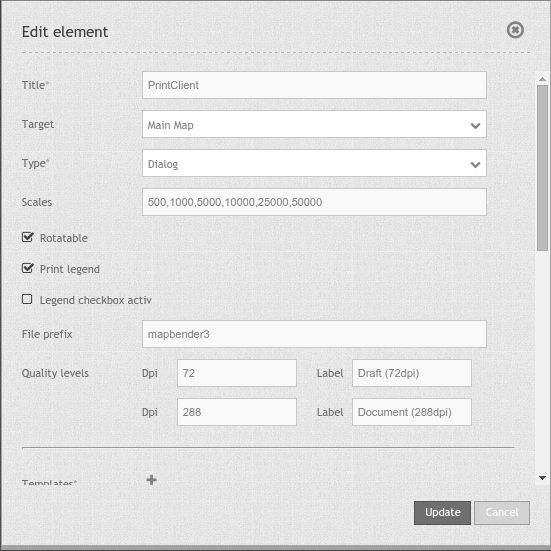 Edit element
Title* PrintClient
Target Main Map
Type* Dialog
Scales 500,1000,5000,10000,25000,50000
Rotatable
Print legend
Legend checkbox activ
File prefix mapbender3
Quality levels Dpi 72 Label Draft (72dpi)
Dpi 288 Label Document (288dpi)
Templates*
Update Cancel